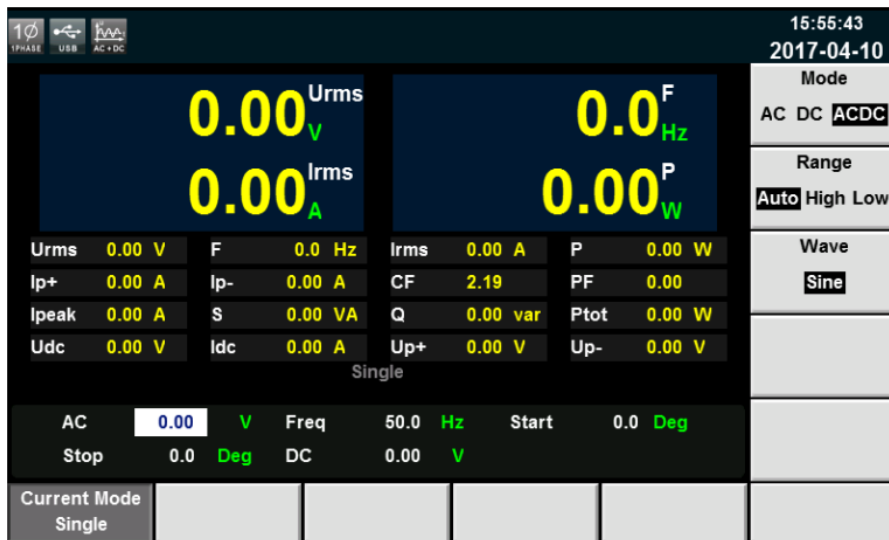 1Ø 1PHASE USB AC+DC 15:55:43
2017-04-10
0.00 Urms V 0.0 F Hz
0.00 Irms A 0.00 P W
Mode
AC DC ACDC
Range
Auto High Low
Wave
Sine
Urms 0.00 V F 0.0 Hz Irms 0.00 A P 0.00 W
Ip+ 0.00 A Ip- 0.00 A CF 2.19 PF 0.00
Ipeak 0.00 A S 0.00 VA Q 0.00 var Ptot 0.00 W
Udc 0.00 V Idc 0.00 A Up+ 0.00 V Up- 0.00 V
Single
AC 0.00 V Freq 50.0 Hz Start 0.0 Deg
Stop 0.0 Deg DC 0.00 V
Current Mode
Single